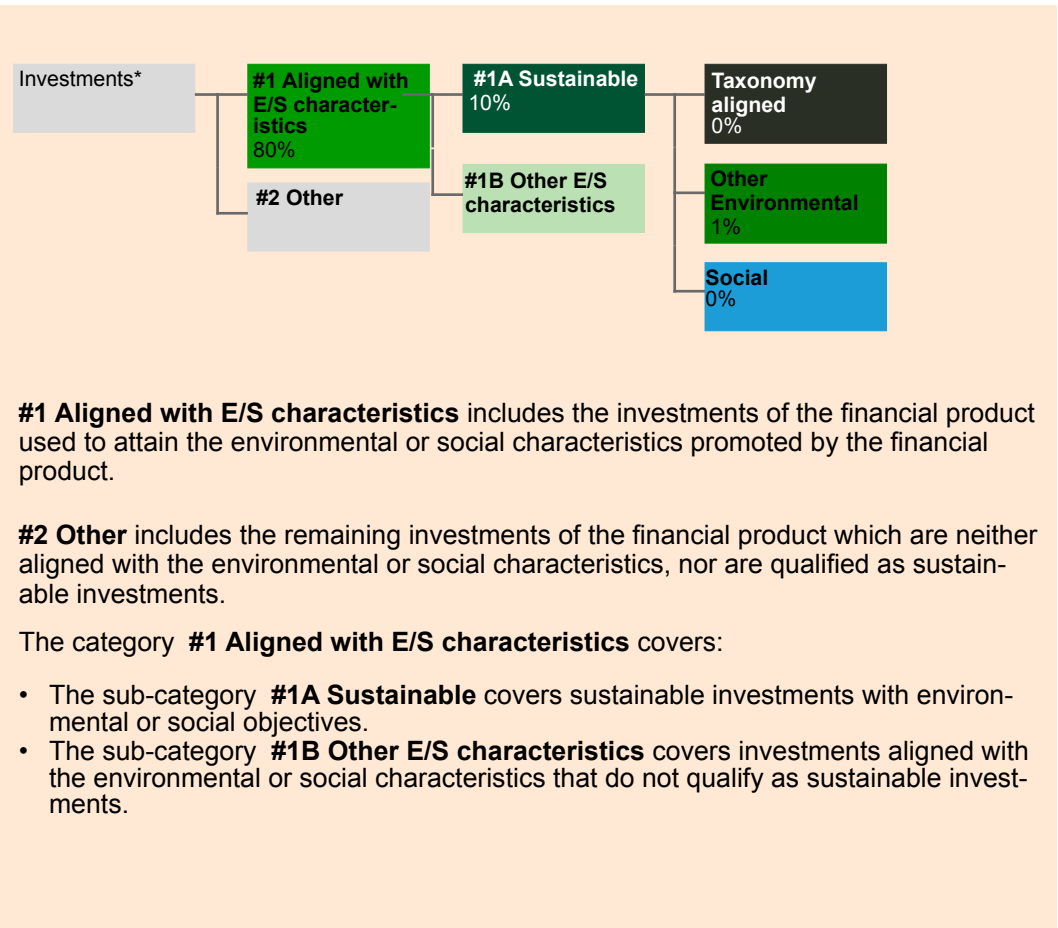 Investments*
#1 Aligned with
E/S character-
istics
80%
#2 Other
#1A Sustainable
10%
#1B Other E/S
characteristics
Taxonomy
aligned
0%
Other
Environmental
1%
Social
0%
#1 Aligned with E/S characteristics includes the investments of the financial product
used to attain the environmental or social characteristics promoted by the financial
product.
#2 Other includes the remaining investments of the financial product which are neither
aligned with the environmental or social characteristics, nor are qualified as sustain-
able investments.
The category #1 Aligned with E/S characteristics covers:
• The sub-category #1A Sustainable covers sustainable investments with environ-
mental or social objectives.
• The sub-category #1B Other E/S characteristics covers investments aligned with
the environmental or social characteristics that do not qualify as sustainable invest-
ments.